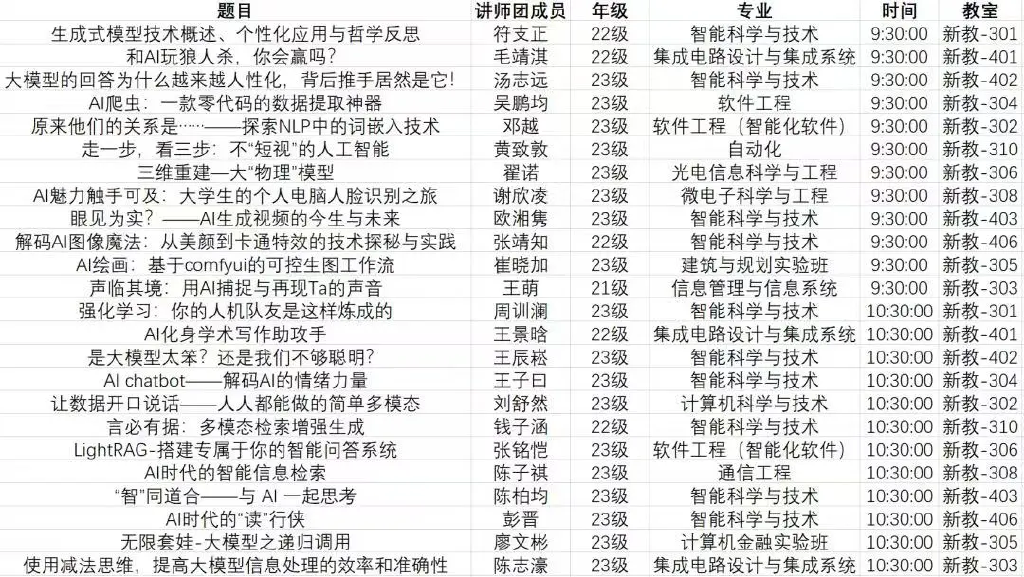 题目 讲师团成员 年级 专业 时间 教室
生成式模型技术概述、个性化应用与哲学反思 符支正 22级 智能科学与技术 9:30:00 新教-301
和AI玩狼人杀，你会赢吗？ 毛靖淇 22级 集成电路设计与集成系统 9:30:00 新教-401
大模型的回答为什么越来越人性化，背后推手居然是它！ 汤志远 23级 智能科学与技术 9:30:00 新教-402
AI爬虫：一款零代码的数据提取神器 吴鹏均 23级 软件工程 9:30:00 新教-304
原来他们的关系是……——探索NLP中的词嵌入技术 邓越 23级 软件工程（智能化软件） 9:30:00 新教-302
走一步，看三步：不“短视”的人工智能 黄致敦 23级 自动化 9:30:00 新教-310
三维重建—大“物理”模型 翟诺 23级 光电信息科学与工程 9:30:00 新教-306
AI魅力触手可及：大学生的个人电脑人脸识别之旅 谢欣凌 23级 微电子科学与工程 9:30:00 新教-308
眼见为实？——AI生成视频的今生与未来 欧湘隽 23级 智能科学与技术 9:30:00 新教-403
解码AI图像魔法：从美颜到卡通特效的技术探秘与实践 张靖知 22级 智能科学与技术 9:30:00 新教-406
AI绘画：基于comfyui的可控生图工作流 崔晓加 23级 建筑与规划实验班 9:30:00 新教-305
声临其境：用AI捕捉与再现Ta的声音 王萌 21级 信息管理与信息系统 9:30:00 新教-303
强化学习：你的人机队友是这样炼成的 周训澜 23级 智能科学与技术 10:30:00 新教-301
AI化身学术写作助攻手 王景晗 22级 集成电路设计与集成系统 10:30:00 新教-401
是大模型太笨？还是我们不够聪明？ 王辰崧 23级 智能科学与技术 10:30:00 新教-402
AI chatbot——解码AI的情绪力量 王子曰 23级 智能科学与技术 10:30:00 新教-304
让数据开口说话——人人都能做的简单多模态 刘舒然 23级 计算机科学与技术 10:30:00 新教-302
言必有据：多模态检索增强生成 钱子涵 22级 智能科学与技术 10:30:00 新教-310
LightRAG-搭建专属于你的智能问答系统 张铭恺 23级 软件工程（智能化软件） 10:30:00 新教-306
AI时代的智能信息检索 陈子祺 23级 通信工程 10:30:00 新教-308
“智”同道合——与 AI 一起思考 陈柏均 23级 智能科学与技术 10:30:00 新教-403
AI时代的“读”行侠 彭晋 23级 智能科学与技术 10:30:00 新教-406
无限套娃-大模型之递归调用 廖文彬 23级 计算机金融实验班 10:30:00 新教-305
使用减法思维，提高大模型信息处理的效率和准确性 陈志濠 23级 集成电路设计与集成系统 10:30:00 新教-303